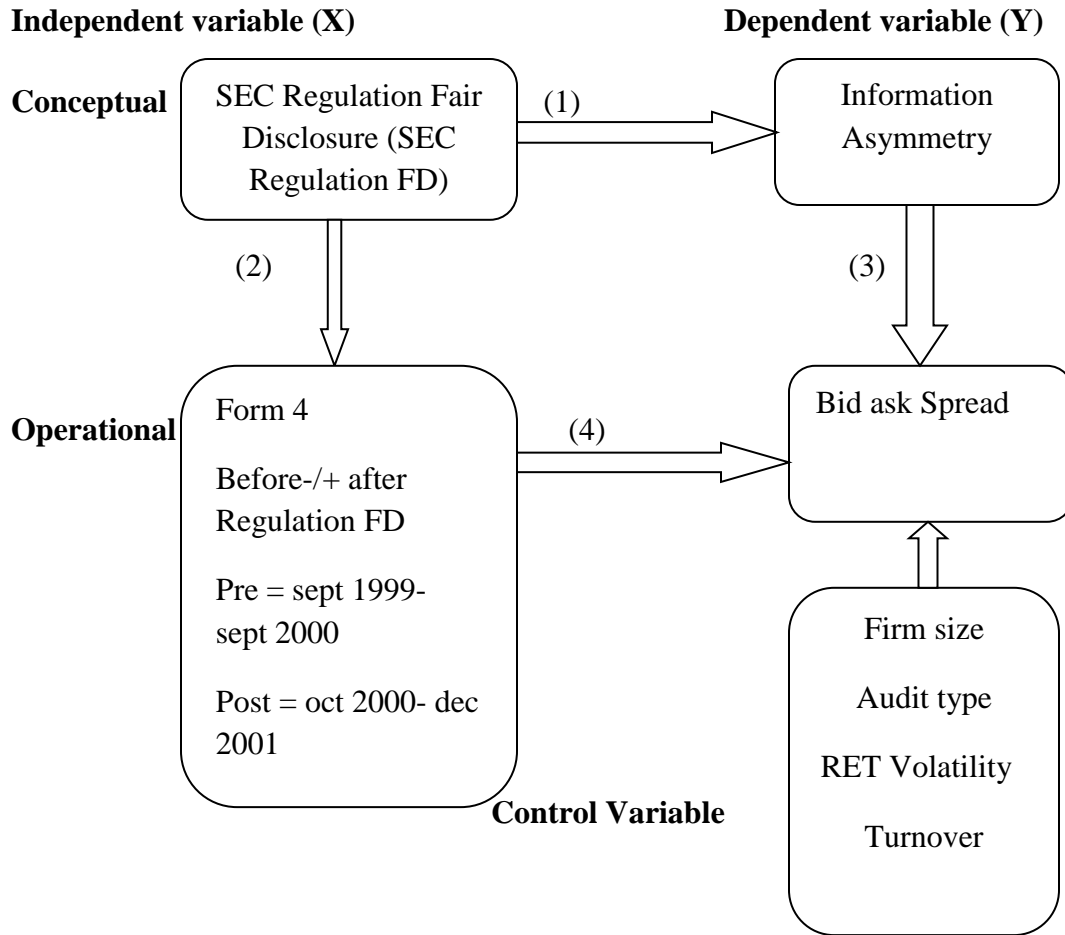 Independent variable (X)
Dependent variable (Y)
Conceptual
SEC Regulation Fair
Disclosure (SEC
Regulation FD)
(1)
Information
Asymmetry
(2)
(3)
Operational
Form 4
Before-/+ after
Regulation FD
Pre = sept 1999-
sept 2000
Post = oct 2000- dec
2001
(4)
Bid ask Spread
Control Variable
Firm size
Audit type
RET Volatility
Turnover